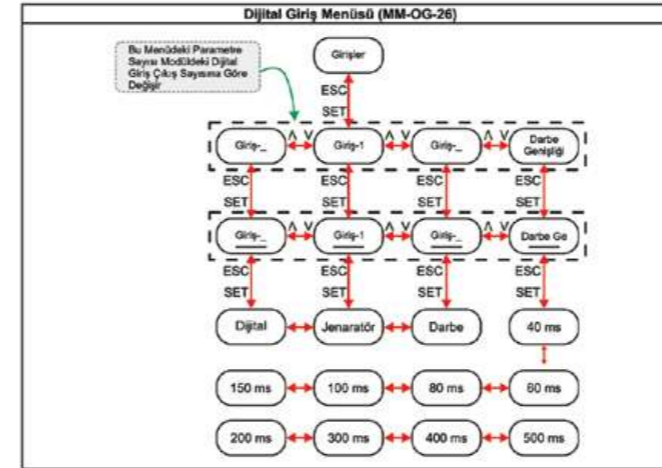 Dijital Giriş Menüsü (MM-OG-26)
Bu Menüdeki Parametre
Sayısı Modüldeki Dijital
Giriş Çıkış Sayısına Göre
Değişir
Girişler
ESC
SET
Giriş-_ Λ V Giriş-1 Λ V Giriş-_ Λ V Darbe
Genişliği
ESC ESC ESC ESC
SET SET SET SET
Giriş-_ Λ V Giriş-1 Λ V Giriş-_ Λ V Darbe Ge
ESC ESC ESC ESC
SET SET SET SET
Dijital Jenaratör Darbe 40 ms
150 ms 100 ms 80 ms 60 ms
200 ms 300 ms 400 ms 500 ms